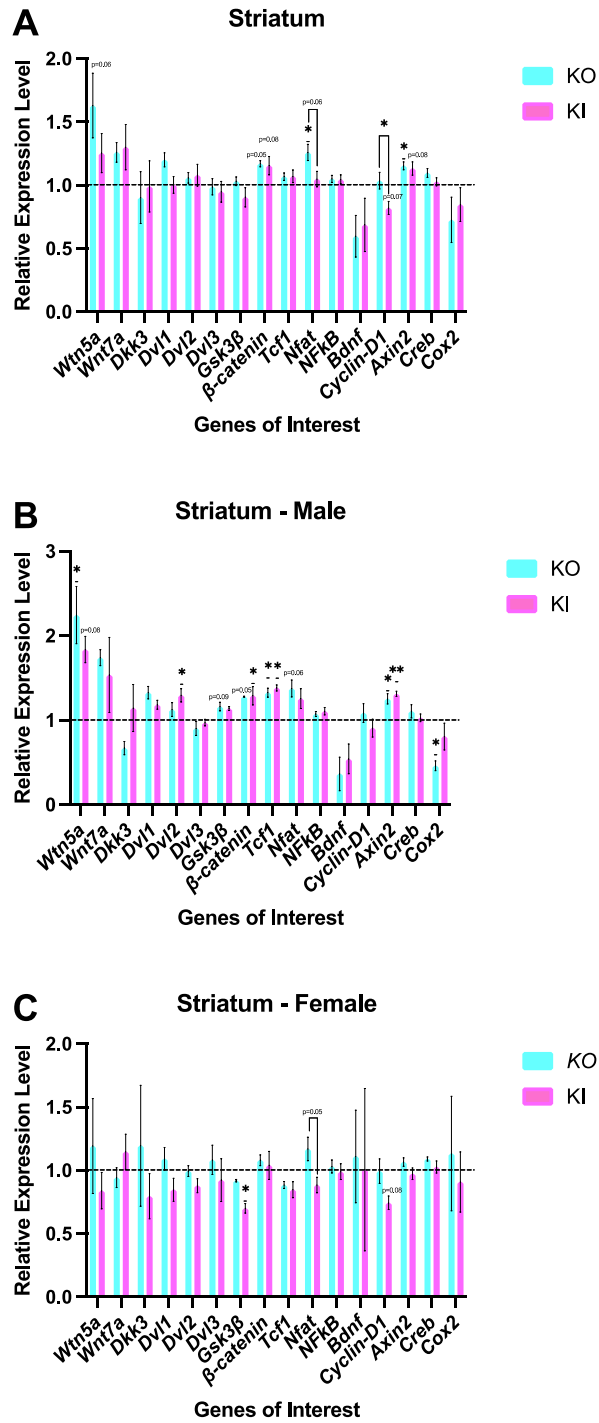 A
Striatum
KO
KI
Relative Expression Level
2.0
1.5
1.0
0.5
0.0
p=0.06
p=0.05
p=0.08
*
p=0.06
*
p=0.07
*
p=0.08
Wtn5a
Wnt7a
Dkk3
Dvl1
Dvl2
Dvl3
Gsk3β
β-catenin
Tcf1
Nfat
NFkB
Bdnf
Cyclin-D1
Axin2
Creb
Cox2
Genes of Interest
B
Striatum - Male
KO
KI
Relative Expression Level
3
2
1
0
*
p=0.08
*
p=0.09
p=0.05
*
*
**
p=0.06
*
**
*
Wtn5a
Wnt7a
Dkk3
Dvl1
Dvl2
Dvl3
Gsk3β
β-catenin
Tcf1
Nfat
NFkB
Bdnf
Cyclin-D1
Axin2
Creb
Cox2
Genes of Interest
C
Striatum - Female
KO
KI
Relative Expression Level
2.0
1.5
1.0
0.5
0.0
*
p=0.05
p=0.08
Wtn5a
Wnt7a
Dkk3
Dvl1
Dvl2
Dvl3
Gsk3β
β-catenin
Tcf1
Nfat
NFkB
Bdnf
Cyclin-D1
Axin2
Creb
Cox2
Genes of Interest